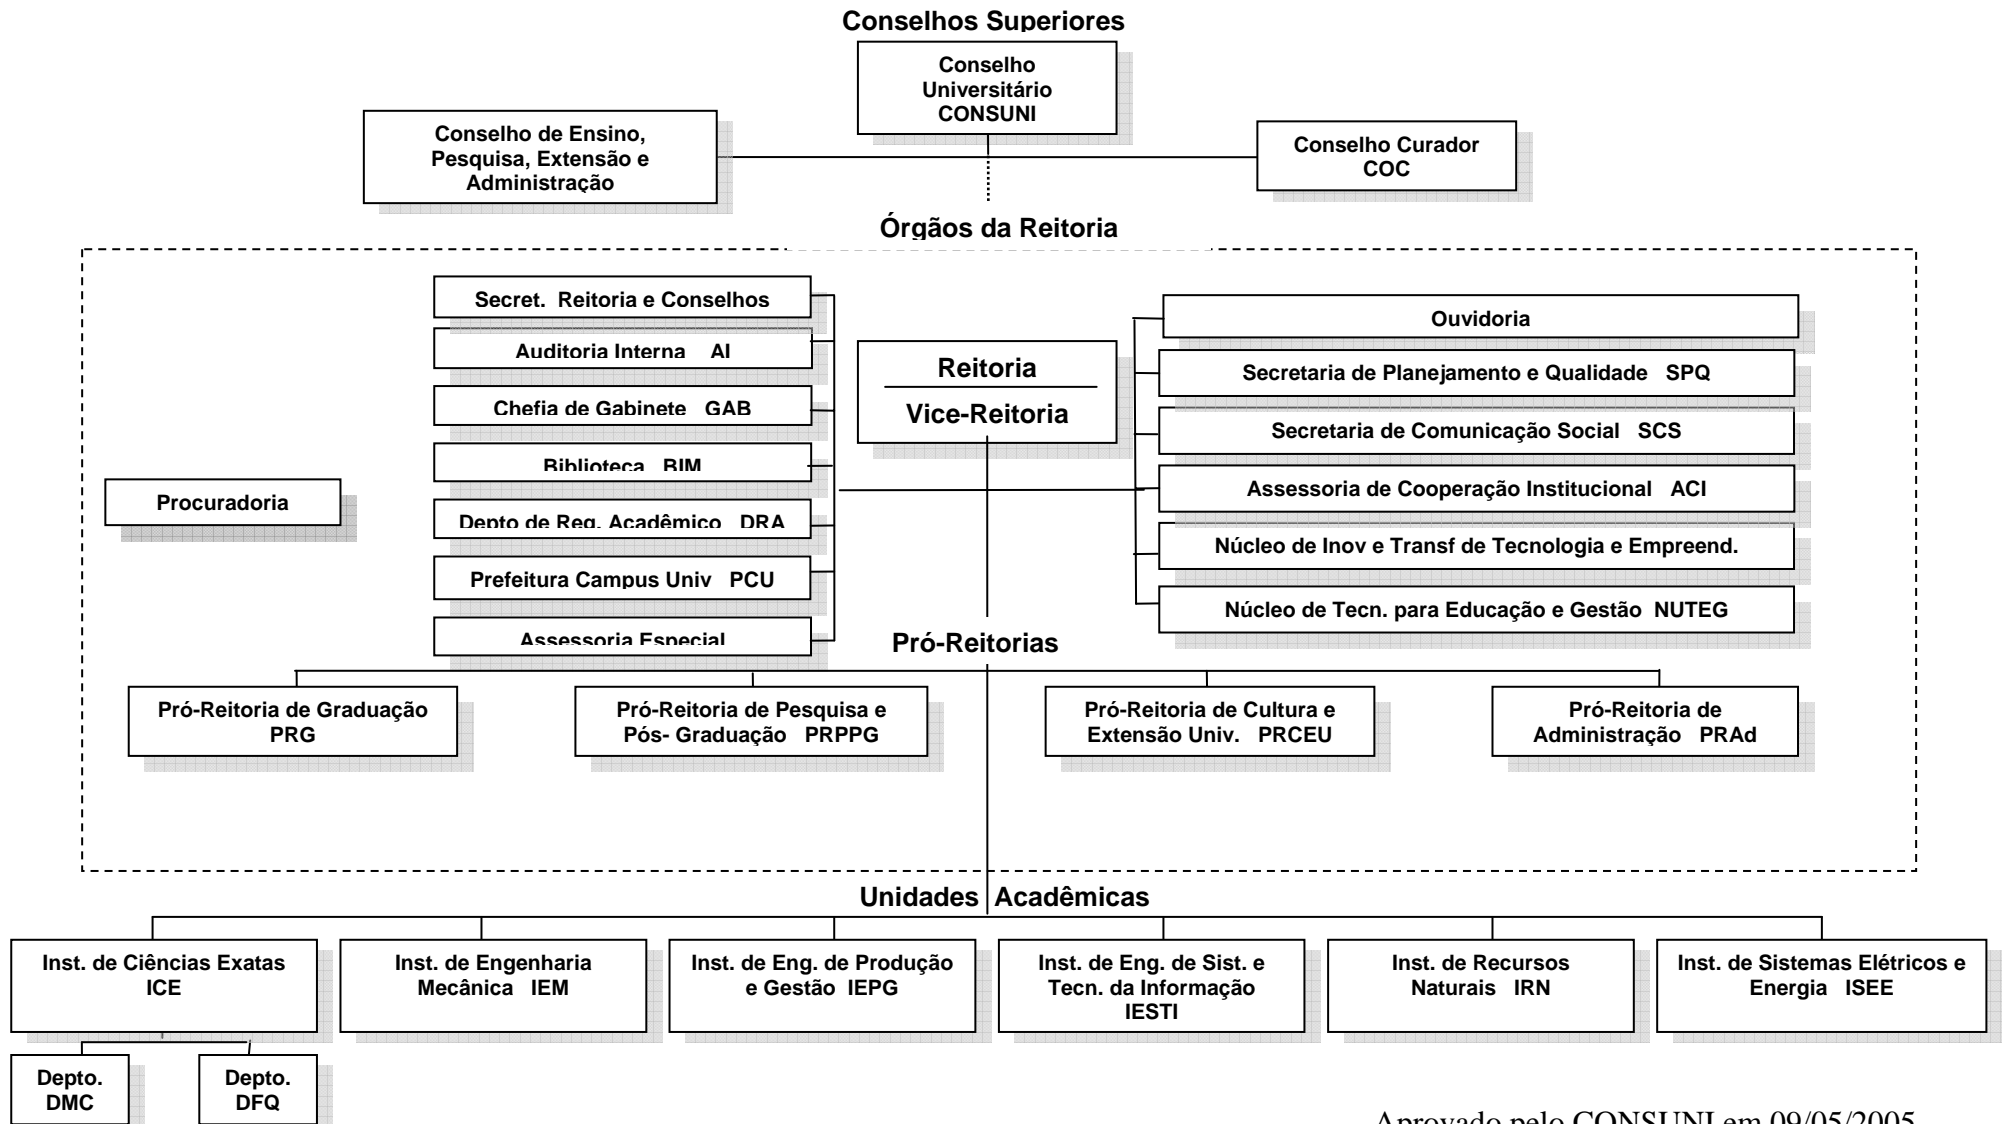 Conselhos Superiores
Conselho
Universitário
CONSUNI
Conselho de Ensino,
Pesquisa, Extensão e
Administração
Conselho Curador
COC
Órgãos da Reitoria
Secret. Reitoria e Conselhos
Auditoria Interna AI
Chefia de Gabinete GAB
Biblioteca BIM
Depto de Reg. Acadêmico DRA
Prefeitura Campus Univ PCU
Assessoria Especial
Procuradoria
Reitoria
Vice-Reitoria
Ouvidoria
Secretaria de Planejamento e Qualidade SPQ
Secretaria de Comunicação Social SCS
Assessoria de Cooperação Institucional ACI
Núcleo de Inov e Transf de Tecnologia e Empreend.
Núcleo de Tecn. para Educação e Gestão NUTEG
Pró-Reitorias
Pró-Reitoria de Graduação
PRG
Pró-Reitoria de Pesquisa e
Pós- Graduação PRPPG
Pró-Reitoria de Cultura e
Extensão Univ. PRCEU
Pró-Reitoria de
Administração PRAd
Unidades Acadêmicas
Inst. de Ciências Exatas
ICE
Inst. de Engenharia
Mecânica IEM
Inst. de Eng. de Produção
e Gestão IEPG
Inst. de Eng. de Sist. e
Tecn. da Informação
IESTI
Inst. de Recursos
Naturais IRN
Inst. de Sistemas Elétricos e
Energia ISEE
Depto.
DMC
Depto.
DFQ
Aprovado pelo CONSUNI em 09/05/2005